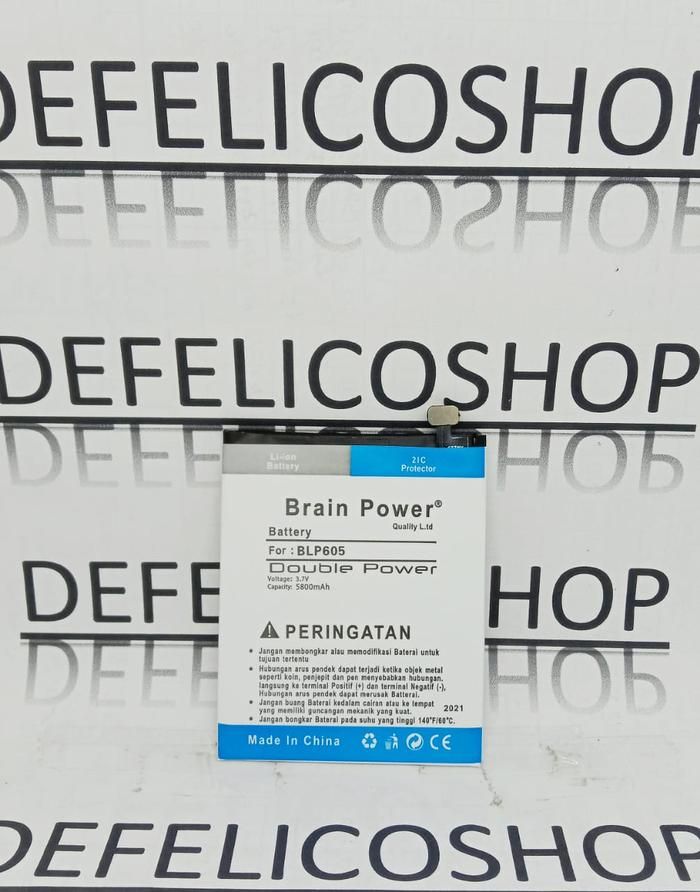 DEFELICOSHOP
DEFELICOSHOP
Li-ion
Battery
2IC
Protector
Brain Power®
Quality L.td
Battery
For : BLP605
Double Power
Voltage: 3.7V
Capacity: 5800mAh
PERINGATAN
• Jangan membongkar alau memodifikasi Baterai untuk
tujuan tertentu
• Hubungan arus pendek dapat terjadi ketika objek metal
seperti koin, penjepit dan pen menyebabkan hubungan.
langsung ke terminal Positif (+) dan terminal Negatif (-),
Hubungan arus pendek dapat merusak Baterai.
• Jangan buang Baterai kedalam cairan atau ke tempat
yang memiliki guncangan mekanik yang kuat.
2021
• Jangan bongkar Baterai pada suhu yang tinggi 140°F/60°C.
Made In China
CE
DEFE
SHOP
DEFELICOSHOP